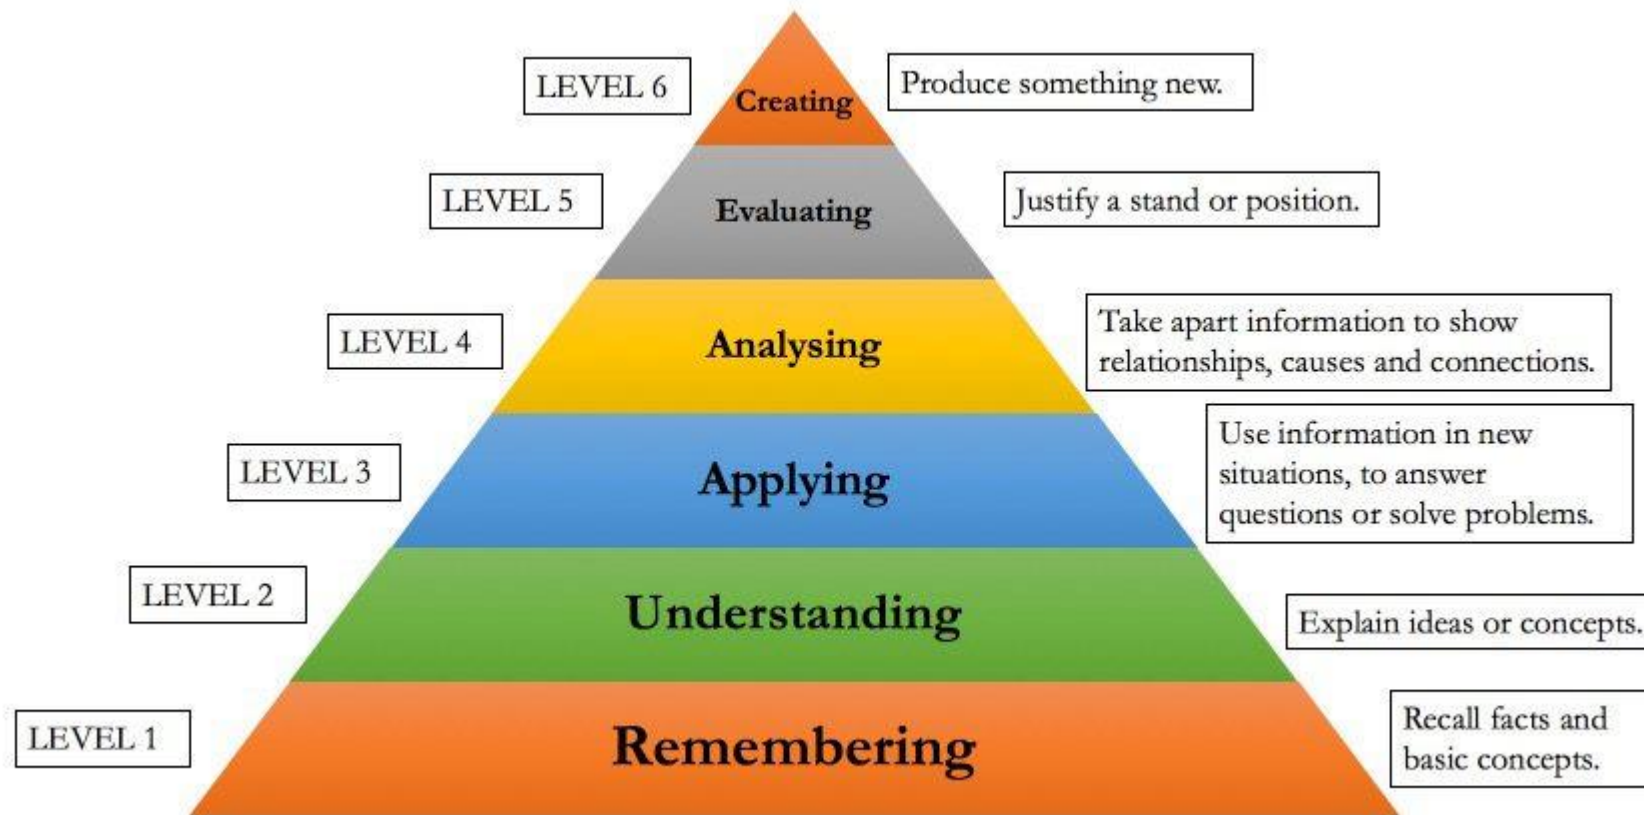 LEVEL 6
Creating
Produce something new.
LEVEL 5
Evaluating
Justify a stand or position.
LEVEL 4
Analysing
Take apart information to show
relationships, causes and connections.
LEVEL 3
Applying
Use information in new
situations, to answer
questions or solve problems.
LEVEL 2
Understanding
Explain ideas or concepts.
LEVEL 1
Remembering
Recall facts and
basic concepts.